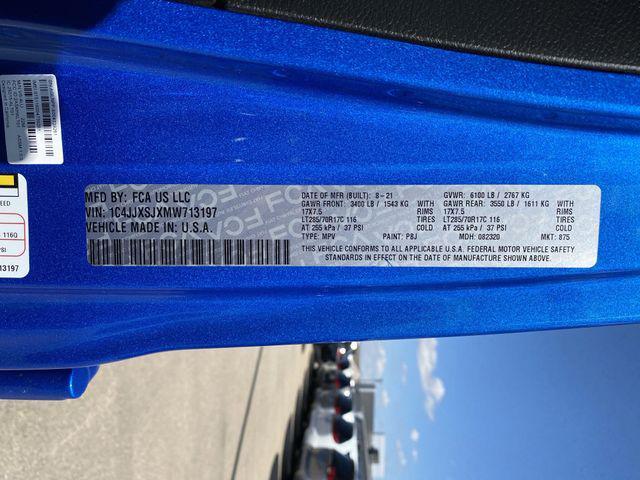 MFD BY: FCA US LLC
VIN: 1C4JJXSJXMW713197
VEHICLE MADE IN: U.S.A.
DATE OF MFR (BUILT): 8-21 GVWR: 6100 LB / 2767 KG
GAWR FRONT: 3400 LB / 1543 KG WITH GAWR REAR: 3550 LB / 1611 KG WITH
17X7.5 RIMS 17X7.5 RIMS
LT285/70R17C 116 TIRES LT285/70R17C 116 TIRES
AT 255 kPa / 37 PSI COLD AT 255 kPa / 37 PSI COLD
TYPE: MPV PAINT: PBJ MDH: 082320 MKT: 875
THIS VEHICLE CONFORMS TO ALL APPLICABLE U.S.A. FEDERAL MOTOR VEHICLE SAFETY
STANDARDS IN EFFECT ON THE DATE OF MANUFACTURE SHOWN ABOVE.
EED
116Q
PSI
13197